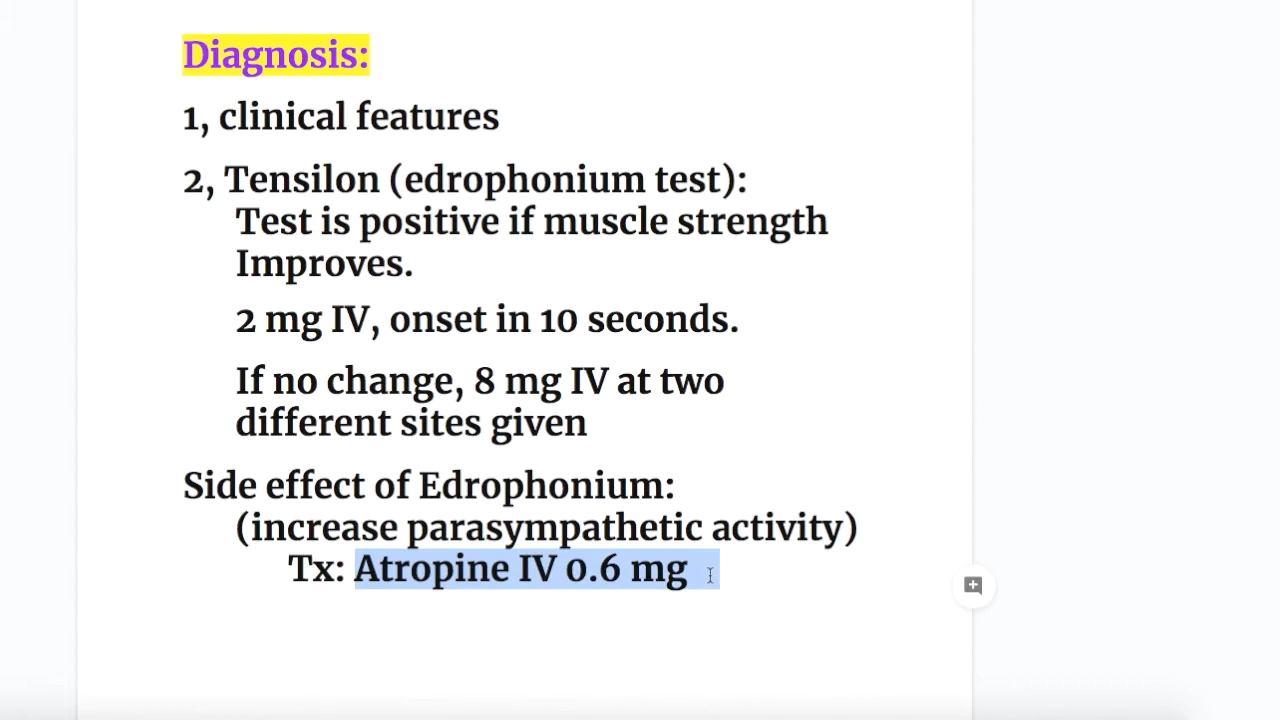 Diagnosis:
1, clinical features
2, Tensilon (edrophonium test):
Test is positive if muscle strength
Improves.
2 mg IV, onset in 10 seconds.
If no change, 8 mg IV at two
different sites given
Side effect of Edrophonium:
(increase parasympathetic activity)
Tx: Atropine IV 0.6 mg